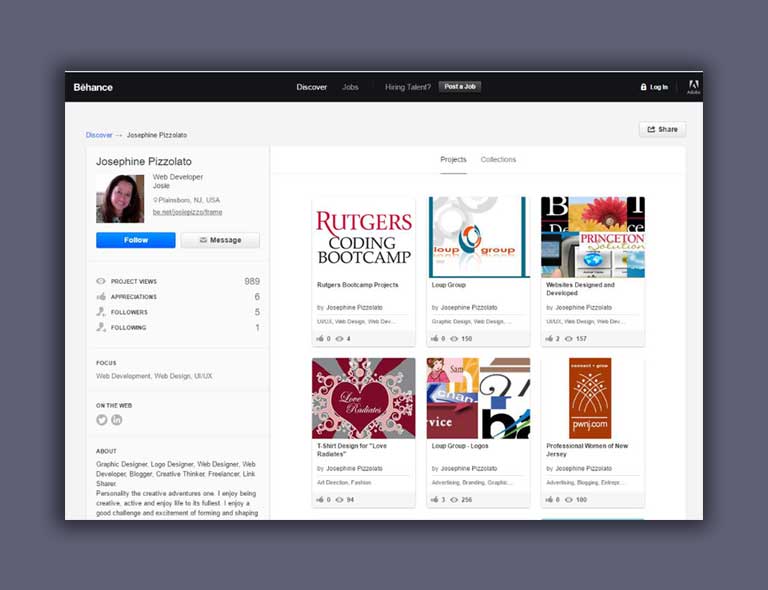 Bēhance
Discover Jobs Hiring Talent? Post a Job Log In
Adobe
Discover → Josephine Pizzolato
Share
Josephine Pizzolato
Web Developer
Josie
Plainsboro, NJ, USA
be.net/josiepizzo/frame
Follow Message
PROJECT VIEWS 989
APPRECIATIONS 6
FOLLOWERS 5
FOLLOWING 1
FOCUS
Web Development, Web Design, UI/UX
ON THE WEB
ABOUT
Graphic Designer, Logo Designer, Web Designer, Web
Developer, Blogger, Creative Thinker, Freelancer, Link
Sharer.
Personality the creative adventures one. I enjoy being
creative, active and enjoy life to its fullest. I enjoy a
good challenge and excitement of forming and shaping
Projects Collections
RUTGERS
CODING
BOOTCAMP
Rutgers Bootcamp Projects
by Josephine Pizzolato
UI/UX, Web Design, Web Dev...
0 4
loup group
Loup Group
by Josephine Pizzolato
Graphic Design, Web Design, ...
0 150
B
De
PRINCETON
Solution
Websites Designed and
Developed
by Josephine Pizzolato
UI/UX, Web Design, Web Dev...
2 157
Love
Radiates
T-Shirt Design for "Love
Radiates"
by Josephine Pizzolato
Art Direction, Fashion
0 94
Sam
chan
rvice
Loup Group - Logos
by Josephine Pizzolato
Advertising, Branding, Graphic...
3 256
connect • grow
pwnj.com
Professional Women of New
Jersey
by Josephine Pizzolato
Advertising, Blogging, Entrepr...
0 100